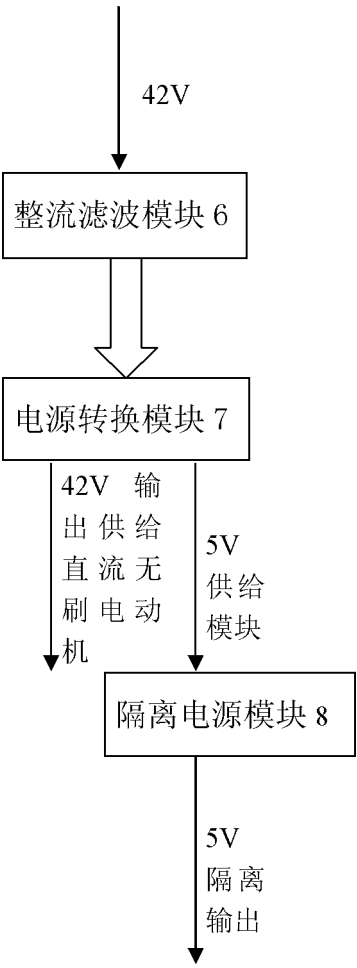 42V
整流滤波模块6
电源转换模块7
42V 输
出供给
直流无
刷电动
机
5V
供给
模块
隔离电源模块8
5V
隔离
输出